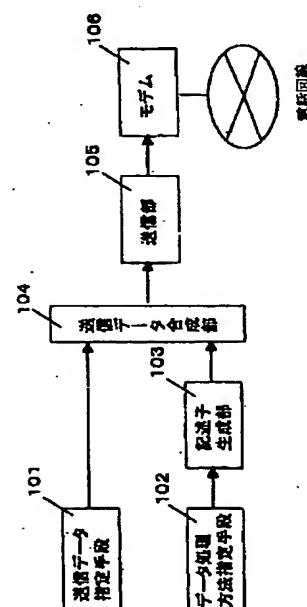 101
送信データ
指定手段
102
データ処理
方法指定手段
103
記述子
生成部
104
送信データ合成部
105
送信部
106
モデム
電話回線